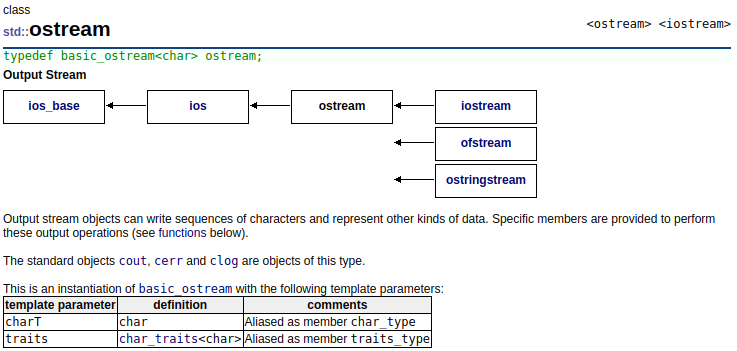 class
std::ostream
<ostream> <iostream>
typedef basic_ostream<char> ostream;
Output Stream
ios_base ios ostream iostream
ofstream
ostringstream
Output stream objects can write sequences of characters and represent other kinds of data. Specific members are provided to perform
these output operations (see functions below).
The standard objects cout, cerr and clog are objects of this type.
This is an instantiation of basic_ostream with the following template parameters:
template parameter definition comments
charT char Aliased as member char_type
traits char_traits<char> Aliased as member traits_type